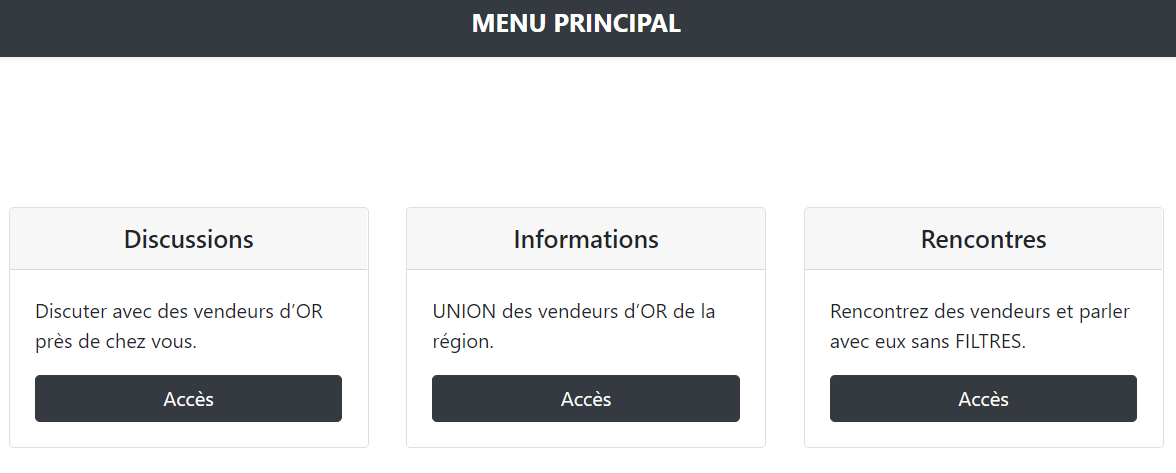 MENU PRINCIPAL
Discussions
Discuter avec des vendeurs d’OR
près de chez vous.
Accès
Informations
UNION des vendeurs d’OR de la
région.
Accès
Rencontres
Rencontrez des vendeurs et parler
avec eux sans FILTRES.
Accès